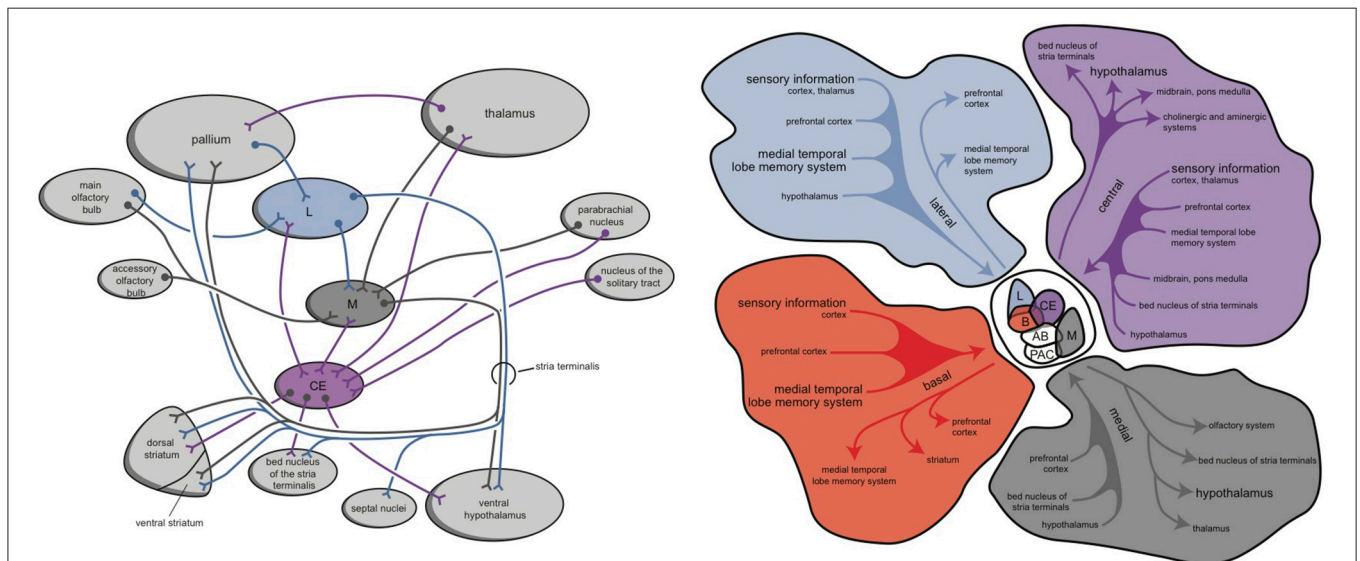 pallium
thalamus
main
olfactory
bulb
L
parabrachial
nucleus
accessory
olfactory
bulb
M
nucleus of the
solitary tract
CE
stria terminalis
dorsal
striatum
bed nucleus
of the stria
terminalis
septal nuclei
ventral
hypothalamus
ventral striatum
sensory information
cortex, thalamus
prefrontal cortex
medial temporal
lobe memory system
hypothalamus
prefrontal
cortex
medial temporal
lobe memory
system
lateral
bed nucleus of
stria terminals
hypothalamus
midbrain, pons medulla
cholinergic and aminergic
systems
central
sensory information
cortex, thalamus
prefrontal cortex
medial temporal lobe
memory system
midbrain, pons medulla
bed nucleus of stria terminals
hypothalamus
L
CE
B
AB
M
PAC
sensory information
cortex
prefrontal cortex
medial temporal
lobe memory system
basal
prefrontal
cortex
striatum
medial temporal
lobe memory system
medial
prefrontal
cortex
bed nucleus of
stria terminals
hypothalamus
olfactory system
bed nucleus of stria terminals
hypothalamus
thalamus